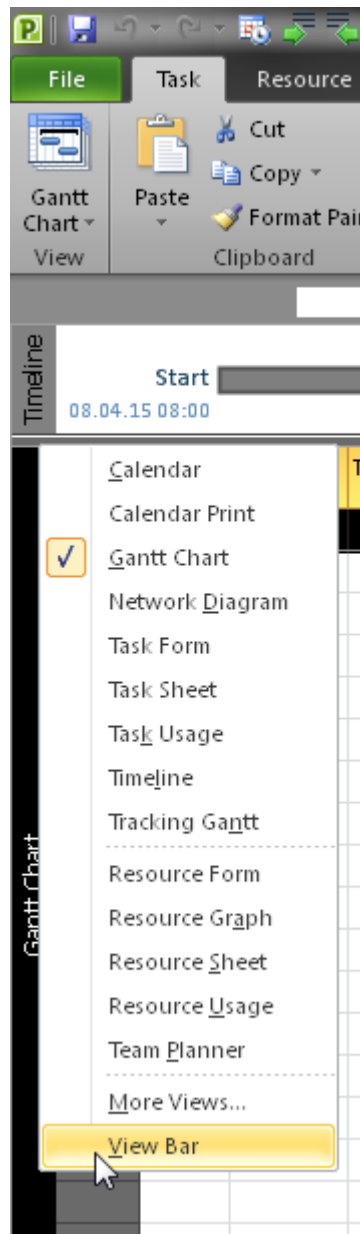 File Task Resource
Gantt Chart
Paste
Cut
Copy
Format Pai
View Clipboard
Timeline
Start
08.04.15 08:00
T
Gantt Chart
Calendar
Calendar Print
Gantt Chart
Network Diagram
Task Form
Task Sheet
Task Usage
Timeline
Tracking Gantt
Resource Form
Resource Graph
Resource Sheet
Resource Usage
Team Planner
More Views...
View Bar